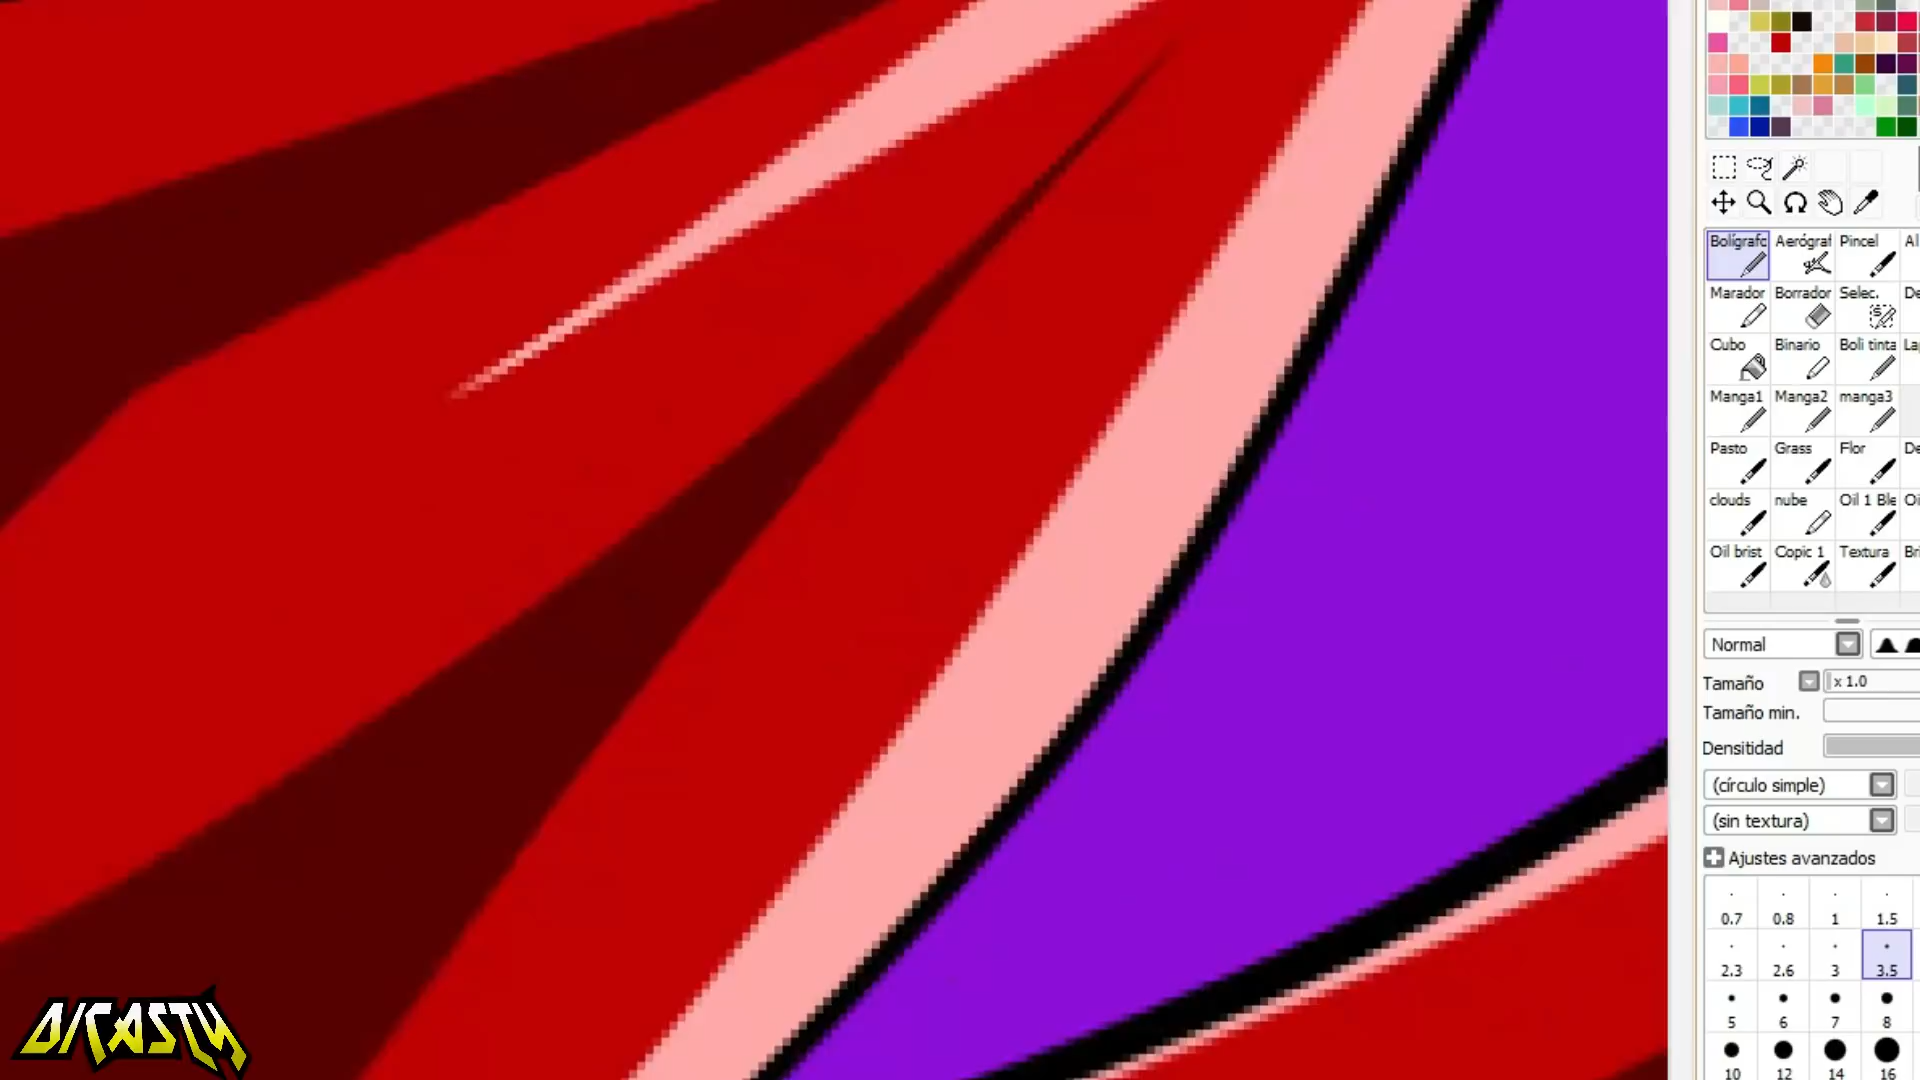 Bolígrafo Aerógraf Pincel Al
Marador Borrador Selec. De
Cubo Binario Boli tinta La
Manga1 Manga2 manga3
Pasto Grass Flor De
clouds nube Oil 1 Ble Oi
Oil brist Copic 1 Textura Bri
Normal
Tamaño x 1.0
Tamaño min.
Densitidad
(círculo simple)
(sin textura)
Ajustes avanzados
0.7 0.8 1 1.5
2.3 2.6 3 3.5
5 6 7 8
10 12 14 16
DICASTY